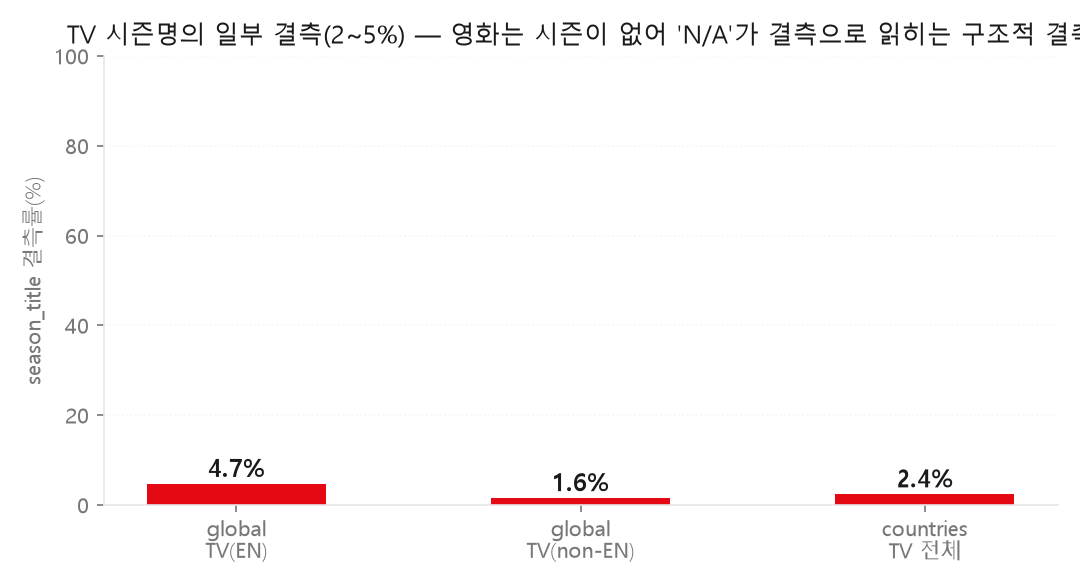 TV 시즌명의 일부 결측(2~5%) — 영화는 시즌이 없어 'N/A'가 결측으로 읽히는 구조적
100
80
60
40
20
0
season_title 결측률(%)
4.7%
1.6%
2.4%
global
TV(EN)
global
TV(non-EN)
countries
TV 전체